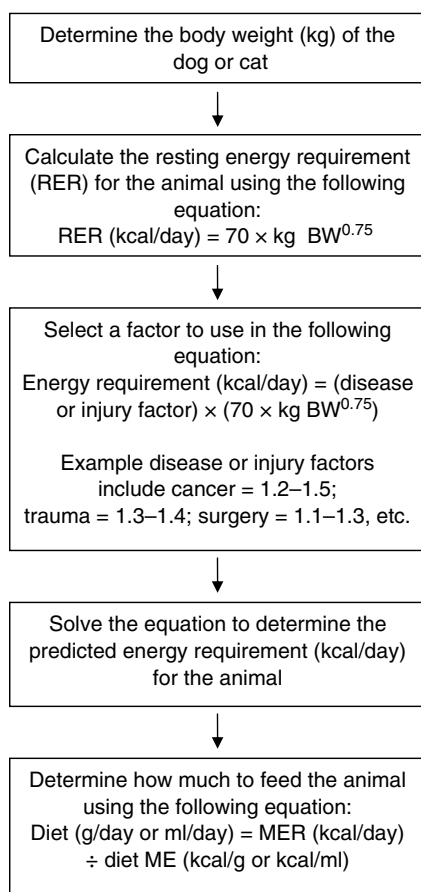 Determine the body weight (kg) of the
dog or cat
Calculate the resting energy requirement
(RER) for the animal using the following
equation:
RER (kcal/day) = 70 × kg BW^0.75
Select a factor to use in the following
equation:
Energy requirement (kcal/day) = (disease
or injury factor) × (70 × kg BW^0.75)
Example disease or injury factors
include cancer = 1.2–1.5;
trauma = 1.3–1.4; surgery = 1.1–1.3, etc.
Solve the equation to determine the
predicted energy requirement (kcal/day)
for the animal
Determine how much to feed the animal
using the following equation:
Diet (g/day or ml/day) = MER (kcal/day)
÷ diet ME (kcal/g or kcal/ml)